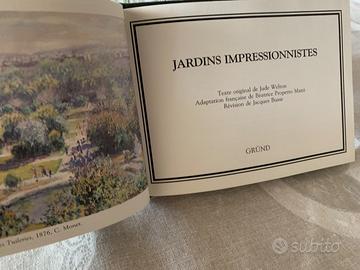 JARDINS IMPRESSIONNISTES
Texte original de Jude Welton
Adaptation française de Béatrice Propetto Marzi
Révision de Jacques Busse
GRÜND
Tuileries, 1876, C. Monet.
subito